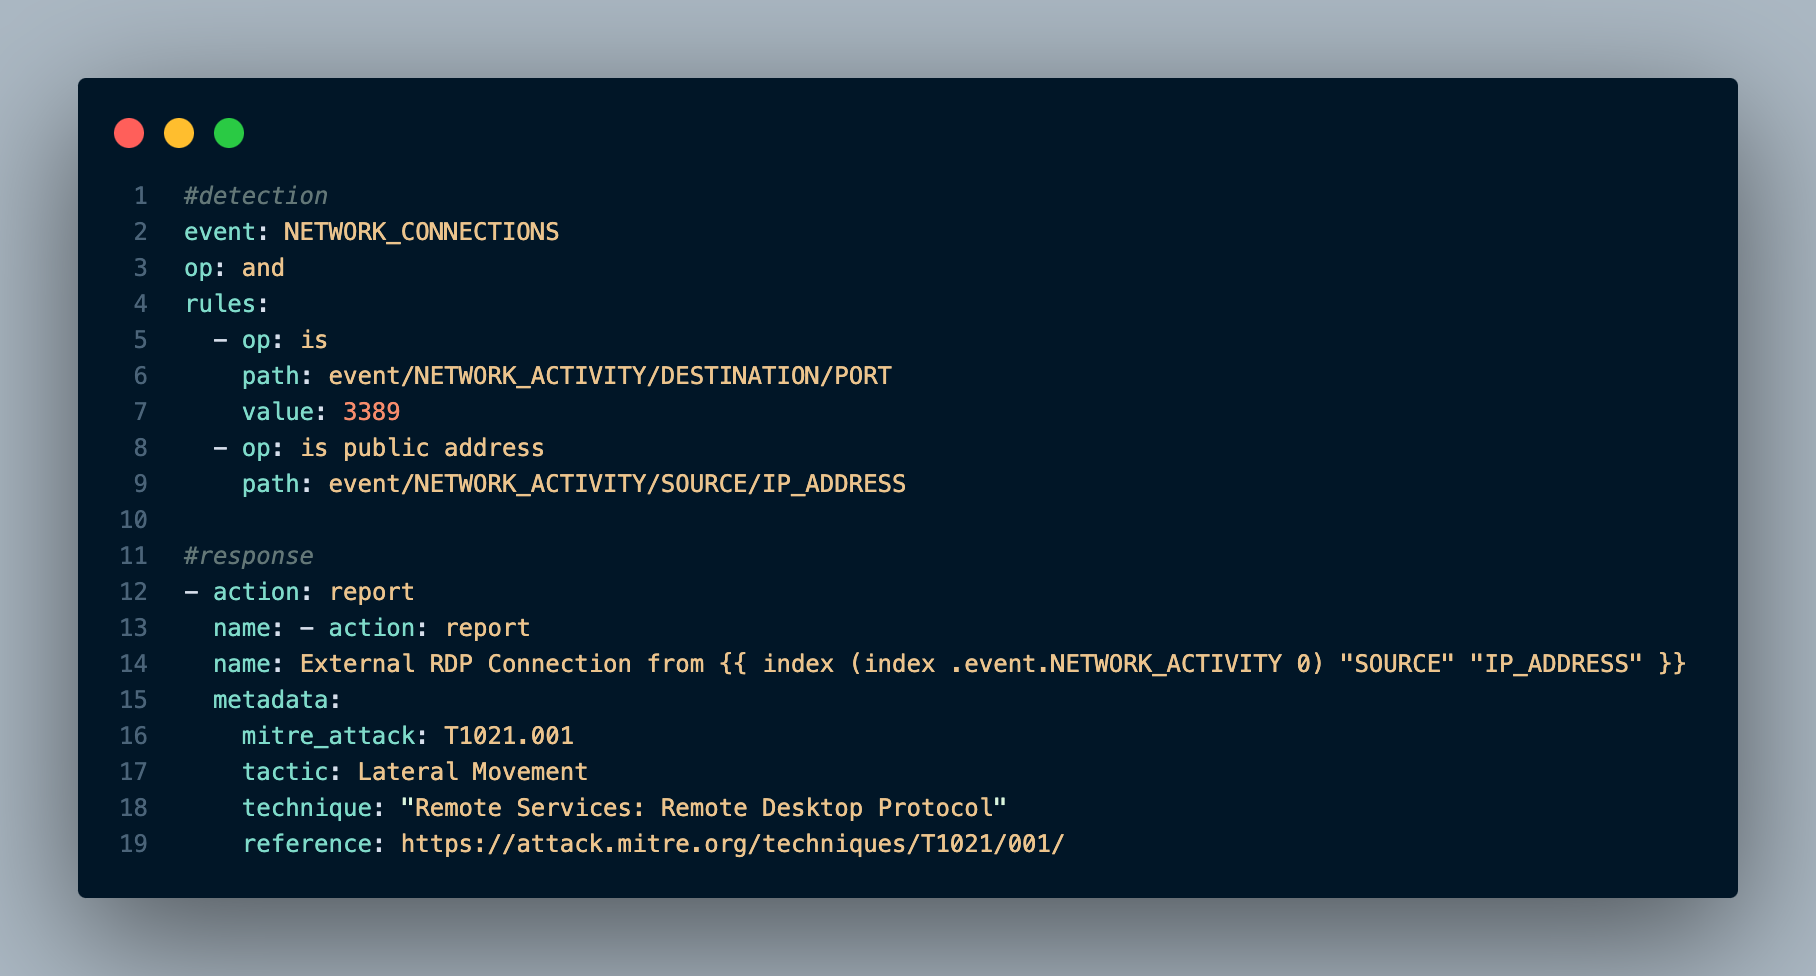 1 #detection
2 event: NETWORK_CONNECTIONS
3 op: and
4 rules:
5   - op: is
6     path: event/NETWORK_ACTIVITY/DESTINATION/PORT
7     value: 3389
8   - op: is public address
9     path: event/NETWORK_ACTIVITY/SOURCE/IP_ADDRESS
10
11 #response
12 - action: report
13   name: - action: report
14   name: External RDP Connection from {{ index (index .event.NETWORK_ACTIVITY 0) "SOURCE" "IP_ADDRESS" }}
15   metadata:
16     mitre_attack: T1021.001
17     tactic: Lateral Movement
18     technique: "Remote Services: Remote Desktop Protocol"
19     reference: https://attack.mitre.org/techniques/T1021/001/